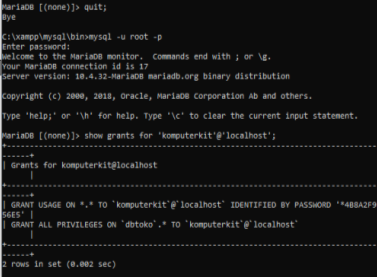 MariaDB [(none)]> quit;
Bye
C:\xampp\mysql\bin>mysql -u root -p
Enter password:
Welcome to the MariaDB monitor.  Commands end with ; or \g.
Your MariaDB connection id is 17
Server version: 10.4.32-MariaDB mariadb.org binary distribution
Copyright (c) 2000, 2018, Oracle, MariaDB Corporation Ab and others.
Type 'help;' or '\h' for help. Type '\c' to clear the current input statement.
MariaDB [(none)]> show grants for 'komputerkit'@'localhost';
+------------------------------------------------------------------------
------+
| Grants for komputerkit@localhost
      |
+------------------------------------------------------------------------
------+
| GRANT USAGE ON *.* TO `komputerkit`@`localhost` IDENTIFIED BY PASSWORD '*4B8A2F9
56E5' |
| GRANT ALL PRIVILEGES ON `dbtoko`.* TO `komputerkit`@`localhost`
      |
+------------------------------------------------------------------------
------+
2 rows in set (0.002 sec)